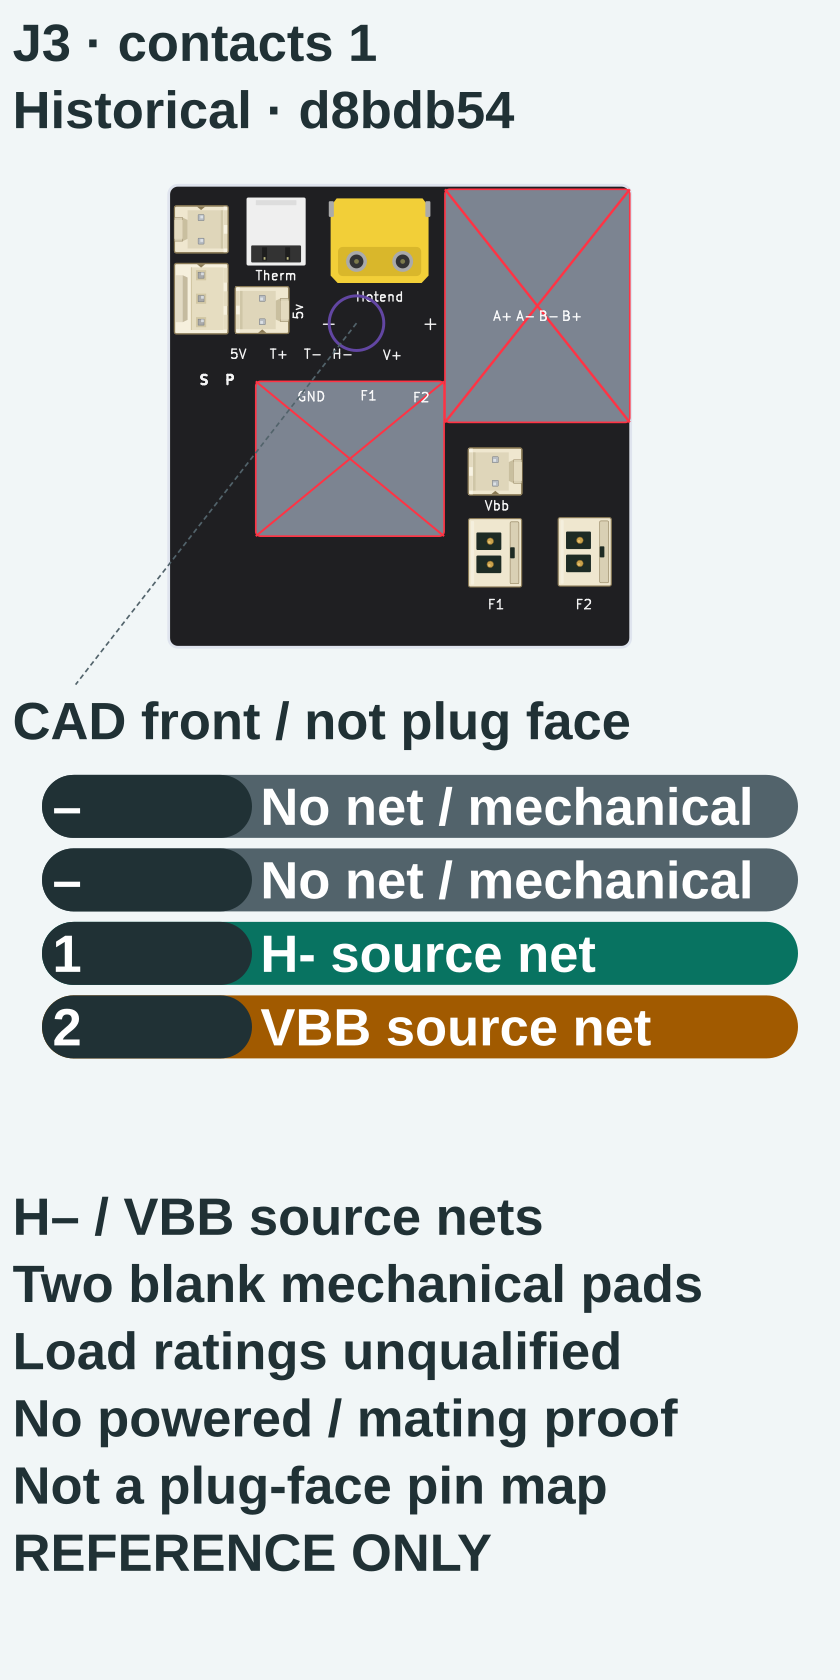 J3 · contacts 1
Historical · d8bdb54
Therm
Hotend
5v
– +
A+ A– B– B+
5V T+ T– H– V+
S P
GND F1 F2
Vbb
F1 F2
CAD front / not plug face
– No net / mechanical
– No net / mechanical
1 H- source net
2 VBB source net
H– / VBB source nets
Two blank mechanical pads
Load ratings unqualified
No powered / mating proof
Not a plug-face pin map
REFERENCE ONLY